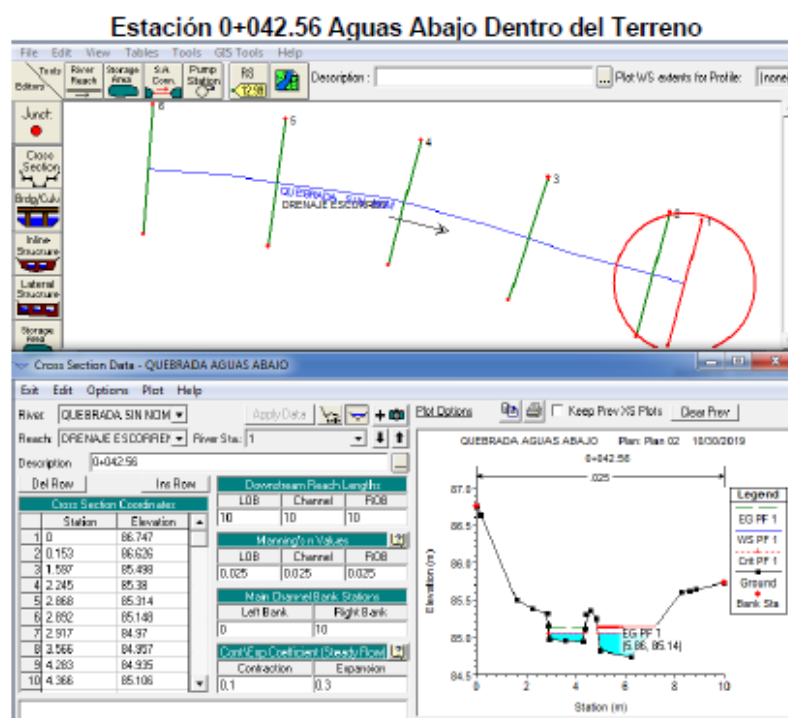 Estación 0+042.56 Aguas Abajo Dentro del Terreno
File Edit View Tables Tools GIS Tools Help
Tools
Editors
River
Reach
Storage
Area
S.A.
Conn.
Pump
Station
RS
Description :
...
Plot WS extents for Profile:
(none)
Junct.
Cross
Section
Brdg/Culv
Inline
Structure
Lateral
Structure
Storage
Area
6
5
4
3
2
1
DRENAJE ESCORREN
Cross Section Data - QUEBRADA AGUAS ABAJO
Exit Edit Options Plot Help
River: QUEBRADA SIN NOM
Apply Data
Reach: DRENAJE ESCORREN River Sta.: 1
Description 0+042.56
...
Del Row Ins Row
Cross Section Coordinates
Station Elevation
1 0 86.747
2 0.153 86.626
3 1.597 85.498
4 2.245 85.38
5 2.868 85.314
6 2.892 85.148
7 2.917 84.97
8 3.566 84.957
9 4.283 84.935
10 4.366 85.106
Downstream Reach Lengths
LOB Channel ROB
10 10 10
Manning's n Values
LOB Channel ROB
0.025 0.025 0.025
Main Channel Bank Stations
Left Bank Right Bank
0 10
Cont\Exp Coefficient (Steady Flow)
Contraction Expansion
0.1 0.3
Plot Options
Keep Prev XS Plots
Clear Prev
QUEBRADA AGUAS ABAJO Plan: Plan 02 10/30/2019
0+042.56
.025
Elevation (m)
87.0
86.5
86.0
85.5
85.0
84.5
0 2 4 6 8 10
Station (m)
EG PF 1
(5.86, 85.14)
Legend
EG PF 1
WS PF 1
Crit PF 1
Ground
Bank Sta